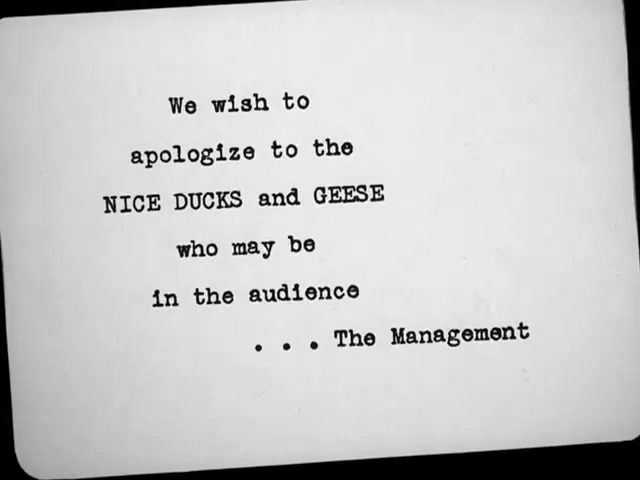 We wish to
apologize to the
NICE DUCKS and GEESE
who may be
in the audience
. . . The Management